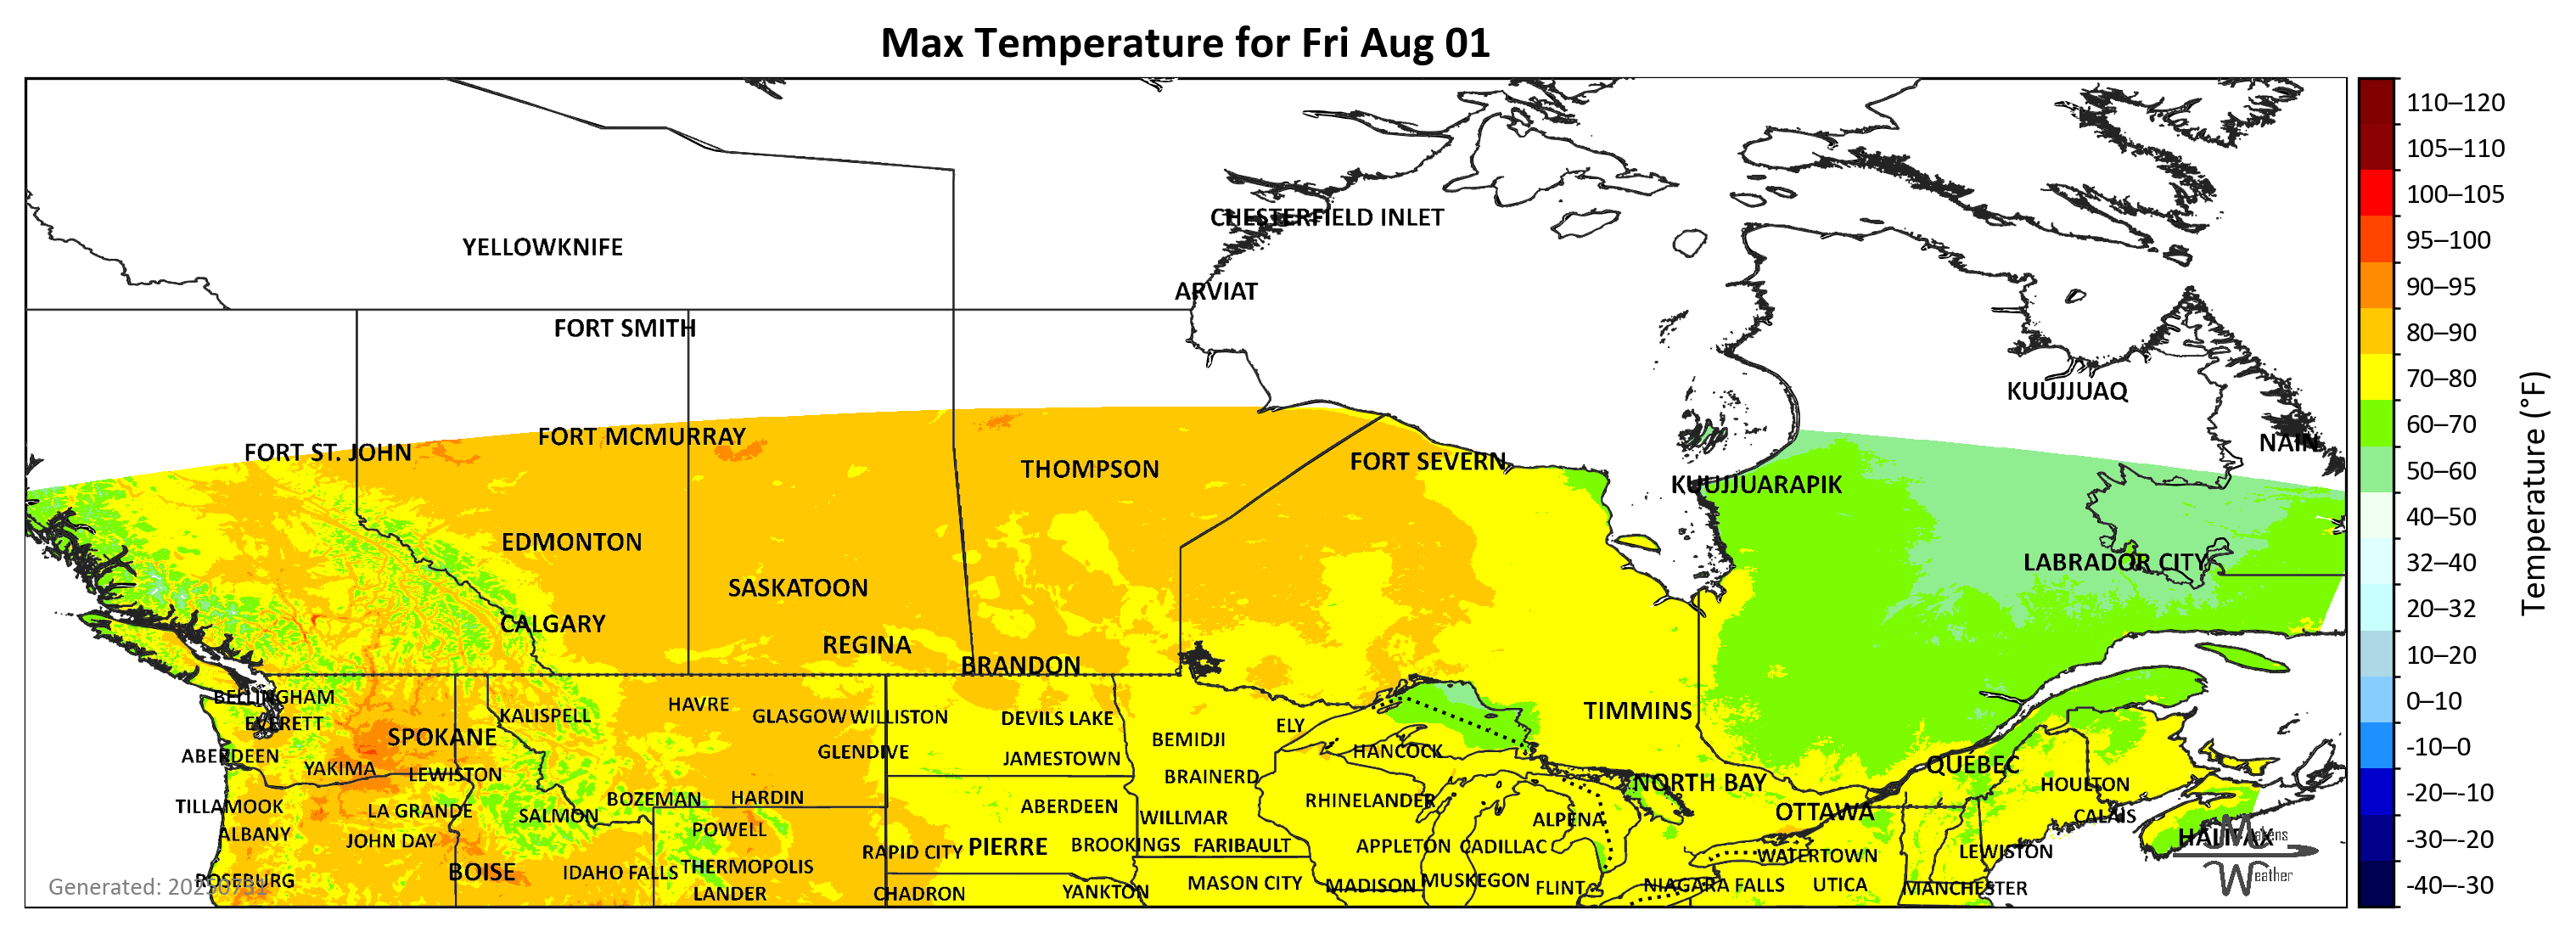 Max Temperature for Fri Aug 01
CHESTERFIELD INLET
YELLOWKNIFE
ARVIAT
FORT SMITH
KUUJJUAQ
FORT MCMURRAY
NAIN
FORT ST. JOHN
FORT SEVERN
THOMPSON
KUUJJUARAPIK
EDMONTON
LABRADOR CITY
SASKATOON
CALGARY
REGINA
BRANDON
BELLINGHAM
HAVRE
TIMMINS
KALISPELL
GLASGOW
WILLISTON
DEVILS LAKE
EVERETT
ELY
SPOKANE
BEMIDJI
GLENDIVE
HANCOCK
ABERDEEN
JAMESTOWN
QUÉBEC
YAKIMA
LEWISTON
BRAINERD
NORTH BAY
HOULTON
BOZEMAN
HARDIN
RHINELANDER
TILLAMOOK
ABERDEEN
LA GRANDE
SALMON
WILLMAR
OTTAWA
CALAIS
ALPENA
POWELL
ALBANY
HALIFAX
JOHN DAY
PIERRE
BROOKINGS
FARIBAULT
APPLETON
CADILLAC
RAPID CITY
LEWISTON
WATERTOWN
THERMOPOLIS
BOISE
IDAHO FALLS
ROSEBURG
MUSKEGON
MASON CITY
MADISON
FLINT
NIAGARA FALLS
UTICA
MANCHESTER
LANDER
CHADRON
YANKTON
Generated: 20250731
Makens
Weather
110–120
105–110
100–105
95–100
90–95
80–90
70–80
60–70
50–60
40–50
32–40
20–32
10–20
0–10
-10–0
-20–-10
-30–-20
-40–-30
Temperature (°F)